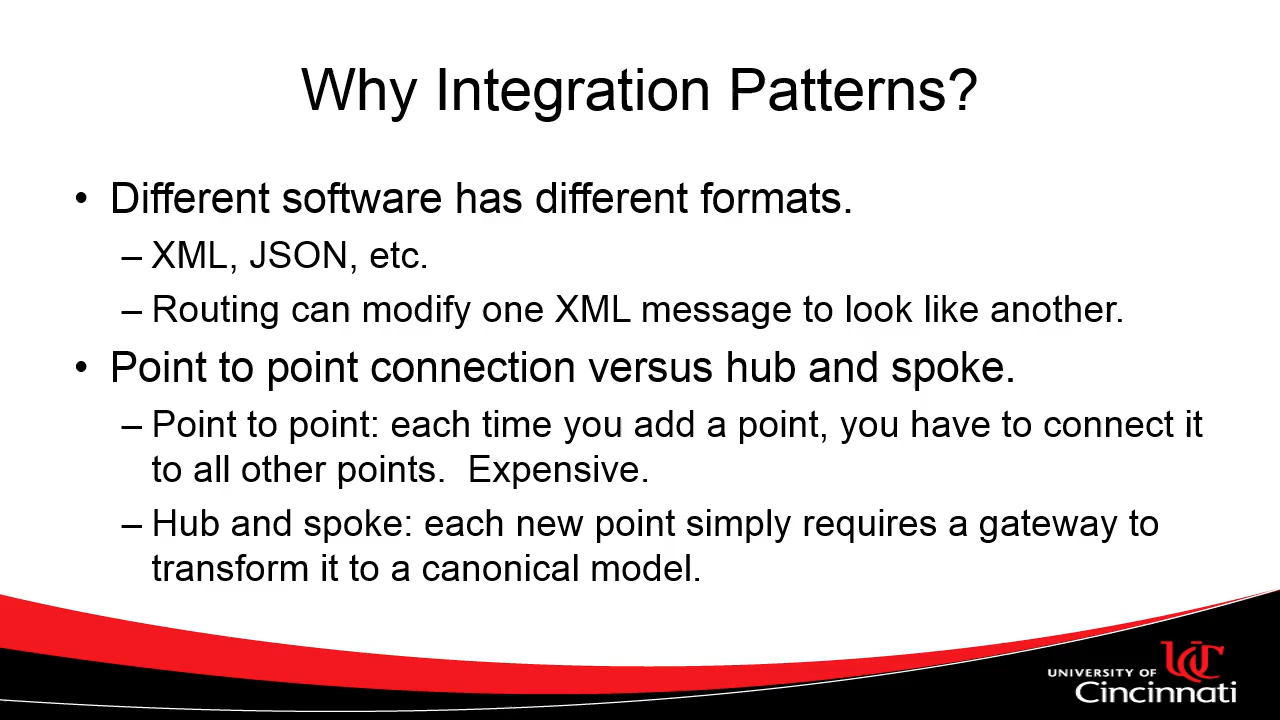 Why Integration Patterns?
• Different software has different formats.
– XML, JSON, etc.
– Routing can modify one XML message to look like another.
• Point to point connection versus hub and spoke.
– Point to point: each time you add a point, you have to connect it
to all other points.  Expensive.
– Hub and spoke: each new point simply requires a gateway to
transform it to a canonical model.
UC
UNIVERSITY OF
Cincinnati